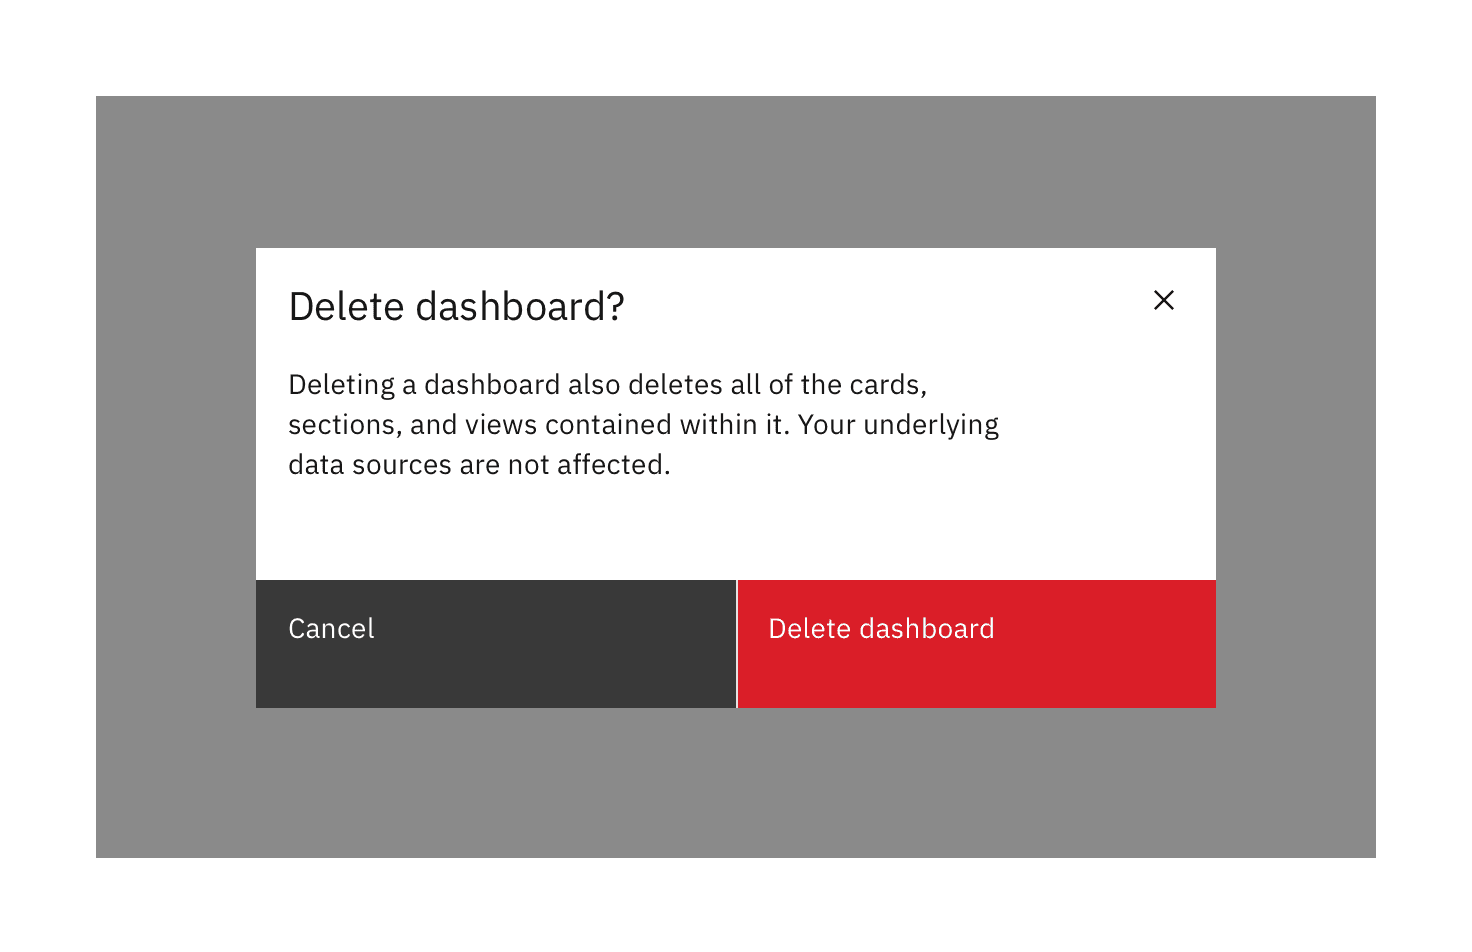 Delete dashboard?
Deleting a dashboard also deletes all of the cards,
sections, and views contained within it. Your underlying
data sources are not affected.
Cancel
Delete dashboard